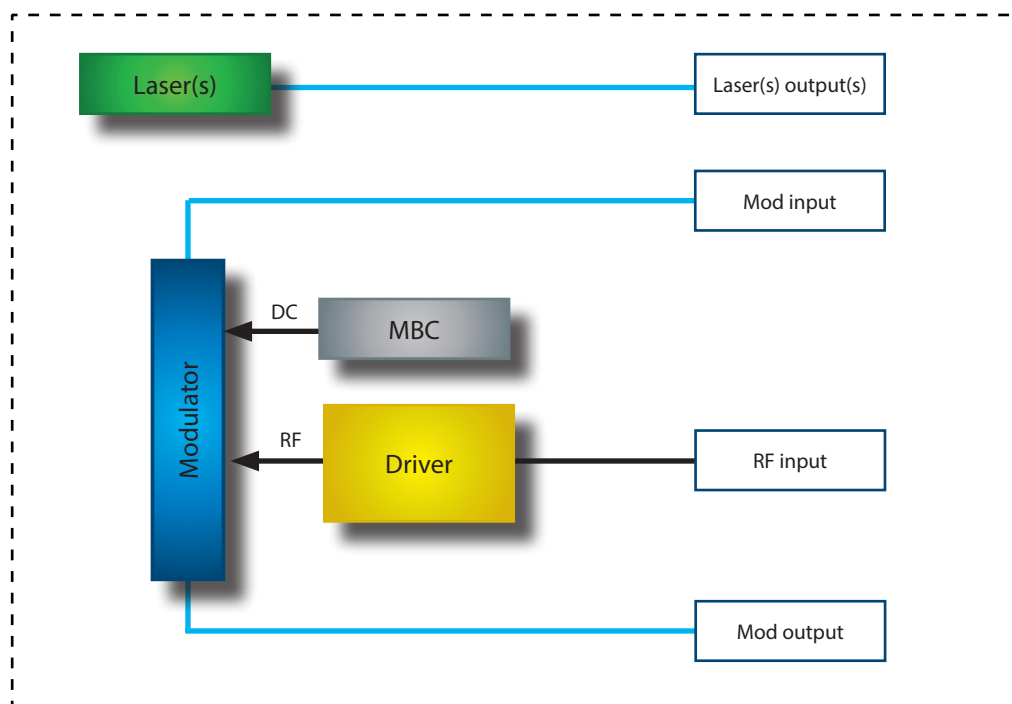 Laser(s)
Laser(s) output(s)
Mod input
DC
MBC
Modulator
RF
Driver
RF input
Mod output